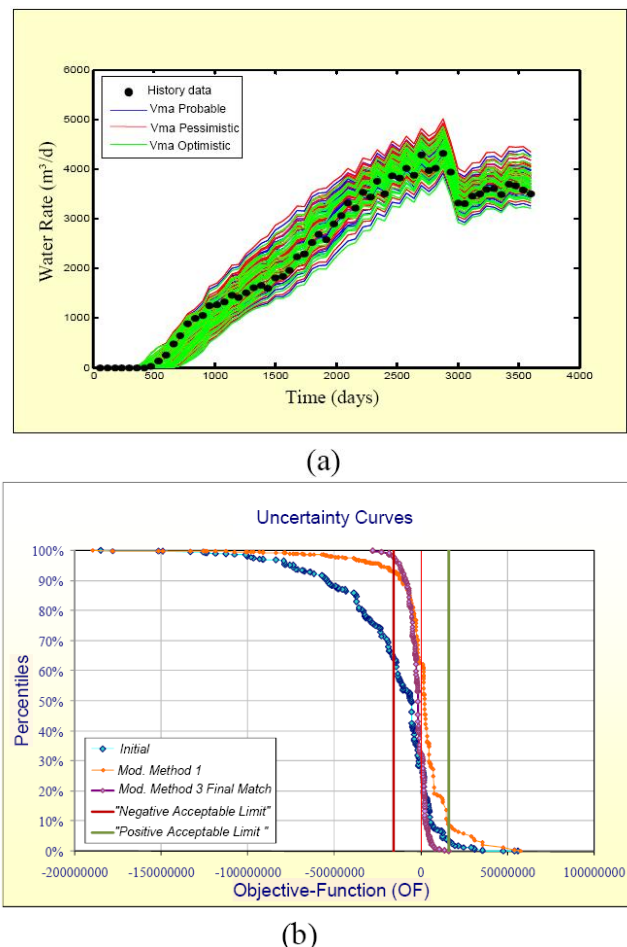 6000
5000
4000
3000
2000
1000
0
Water Rate (m³/d)
History data
Vma Probable
Vma Pessimistic
Vma Optimistic
0 500 1000 1500 2000 2500 3000 3500 4000
Time (days)
(a)
Uncertainty Curves
100%
90%
80%
70%
60%
50%
40%
30%
20%
10%
0%
Percentiles
Initial
Mod. Method 1
Mod. Method 3 Final Match
"Negative Acceptable Limit"
"Positive Acceptable Limit "
-200000000 -150000000 -100000000 -50000000 0 50000000 100000000
Objective-Function (OF)
(b)